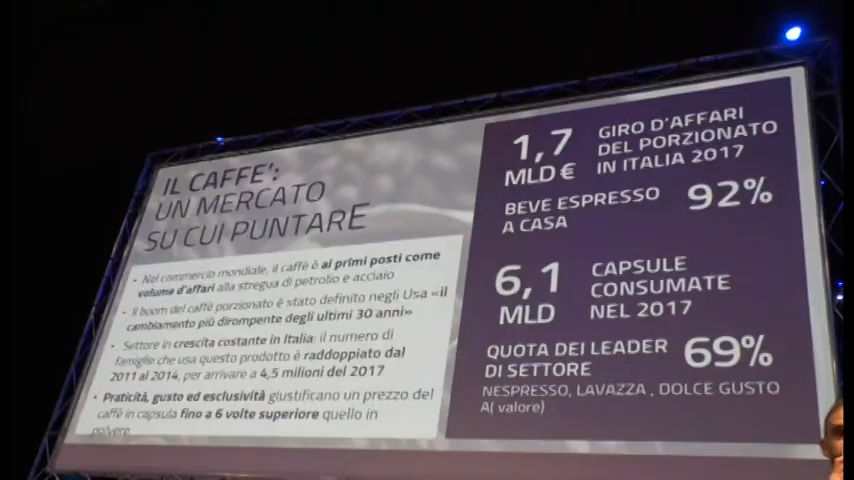 IL CAFFE':
UN MERCATO
SU CUI PUNTARE
• Nel commercio mondiale, il caffè è ai primi posti come
volume d'affari alla stregua di petrolio e acciaio
• Il boom del caffè porzionato è stato definito negli Usa «il
cambiamento più dirompente degli ultimi 30 anni»
• Settore in crescita costante in Italia: il numero di
famiglie che usa questo prodotto è raddoppiato dal
2011 al 2014, per arrivare a 4,5 milioni del 2017
• Praticità, gusto ed esclusività giustificano un prezzo del
caffè in capsula fino a 6 volte superiore quello in
polvere
1,7
MLD €
GIRO D'AFFARI
DEL PORZIONATO
IN ITALIA 2017
BEVE ESPRESSO
A CASA
92%
6,1
MLD
CAPSULE
CONSUMATE
NEL 2017
QUOTA DEI LEADER
DI SETTORE
69%
NESPRESSO, LAVAZZA , DOLCE GUSTO
A( valore)